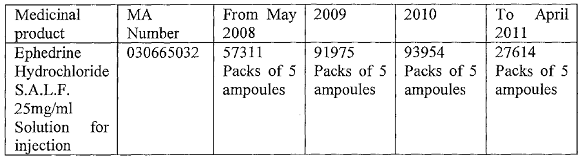 Medicinal product | MA Number | From May 2008 | 2009 | 2010 | To April 2011
Ephedrine Hydrochloride S.A.L.F. 25mg/ml Solution for injection | 030665032 | 57311 Packs of 5 ampoules | 91975 Packs of 5 ampoules | 93954 Packs of 5 ampoules | 27614 Packs of 5 ampoules